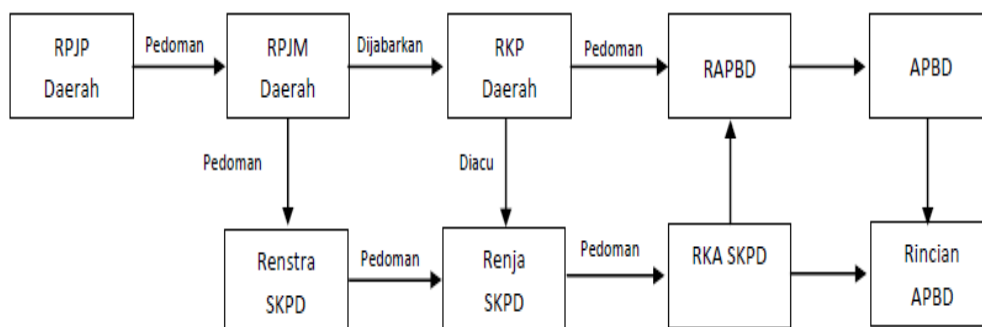 RPJP
Daerah
Pedoman
RPJM
Daerah
Dijabarkan
RKP
Daerah
Pedoman
RAPBD
APBD
Pedoman
Diacu
Renstra
SKPD
Pedoman
Renja
SKPD
Pedoman
RKA SKPD
Rincian
APBD